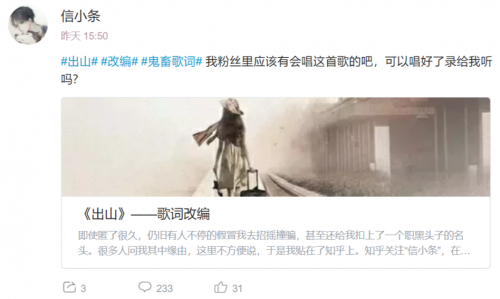 信小条
昨天 15:50
#出山# #改编# #鬼畜歌词# 我粉丝里应该有会唱这首歌的吧，可以唱好了录给我听
吗?
《出山》——歌词改编
即使匿了很久，仍旧有人不停的假冒我去招摇撞骗，甚至还给我扣上了一个职黑头子的名
头。很多人问我其中缘由，这里不方便说，于是我贴在了知乎上。知乎关注“信小条”，在...
3
233
31